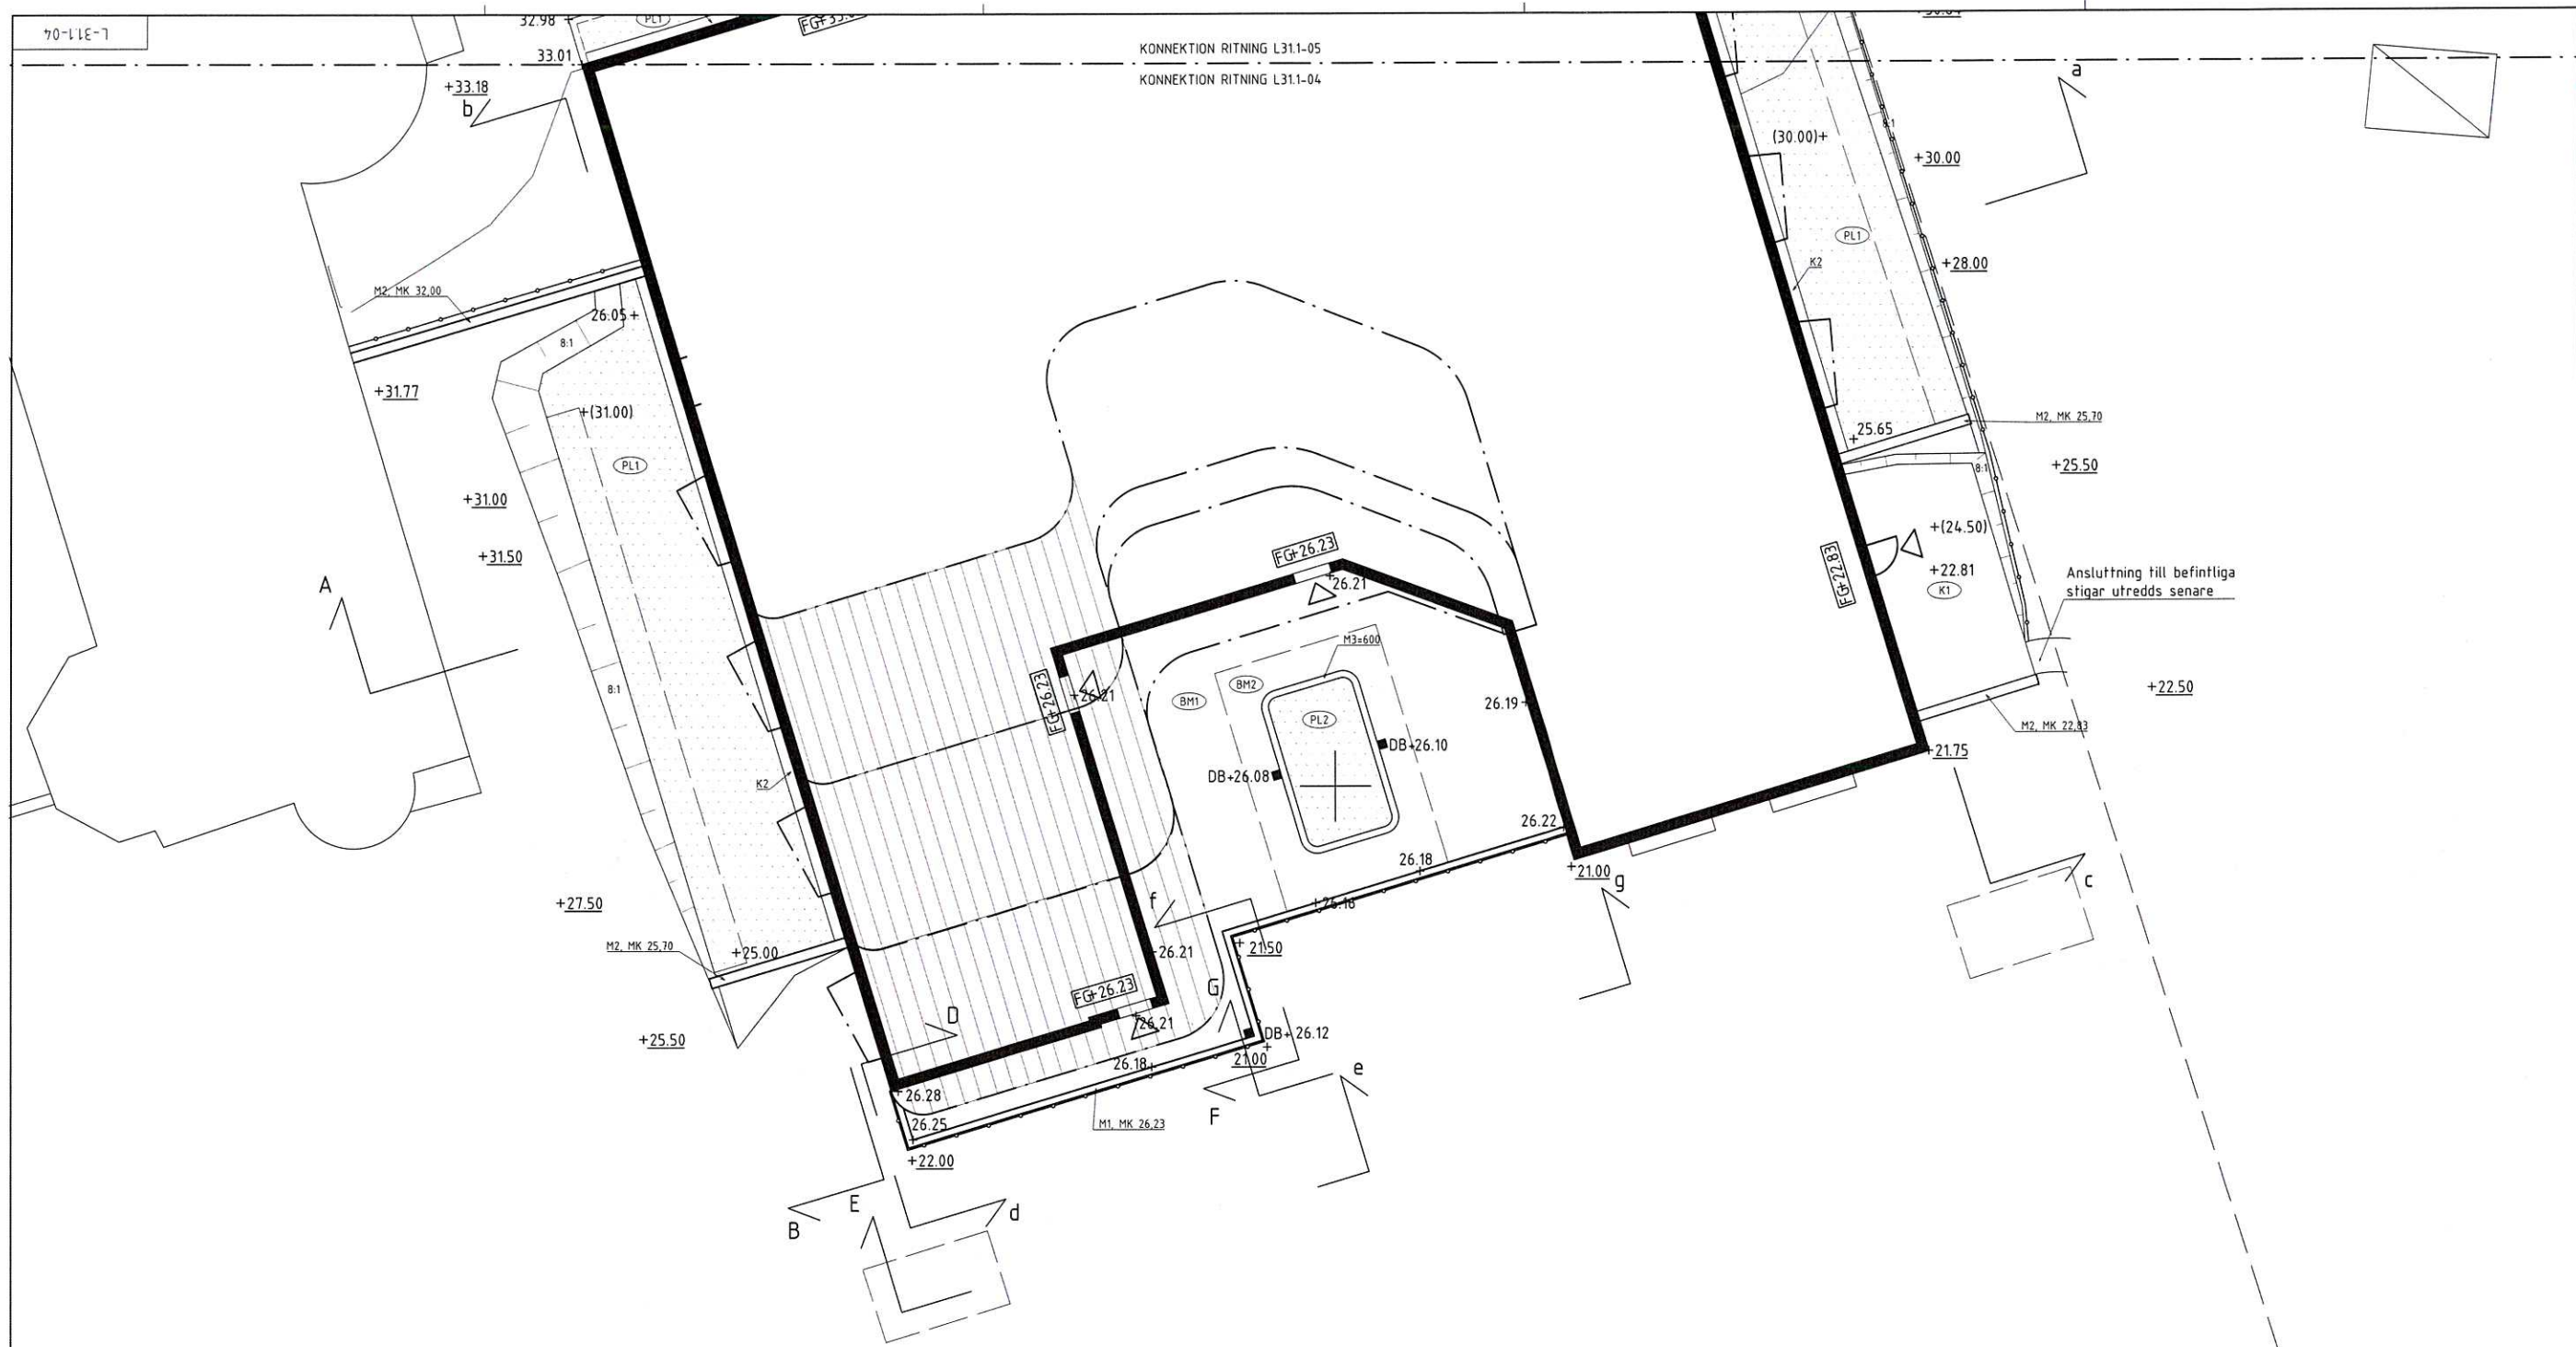 L-31.1-04
32.98
PL1
33.01
KONNEKTION RITNING L31.1-05
KONNEKTION RITNING L31.1-04
+33.18
b
a
(30.00)+
8:1
+30.00
PL1
K2
+28.00
M2, MK 32,00
26.05+
8:1
+31.77
+(31.00)
PL1
M2, MK 25,70
25.65
+25.50
8:1
+31.00
+31.50
+(24.50)
FG+26.23
+26.21
FG+22.83
+22.81
K1
Ansluttning till befintliga
stigar utredds senare
A
M3=600
8:1
FG+26.23
+26.21
BM1
BM2
PL2
26.19+
+22.50
M2, MK 22,83
DB+26.10
DB+26.08
+21.75
K2
26.22
26.18
+21.00
g
c
+27.50
f
+26.18
M2, MK 25,70
+25.00
+26.21
21.50
FG+26.23
G
D
+26.21
DB+ 26.12
+25.50
26.18
21.00
e
+26.28
F
26.25
M1, MK 26,23
+22.00
E
d
B